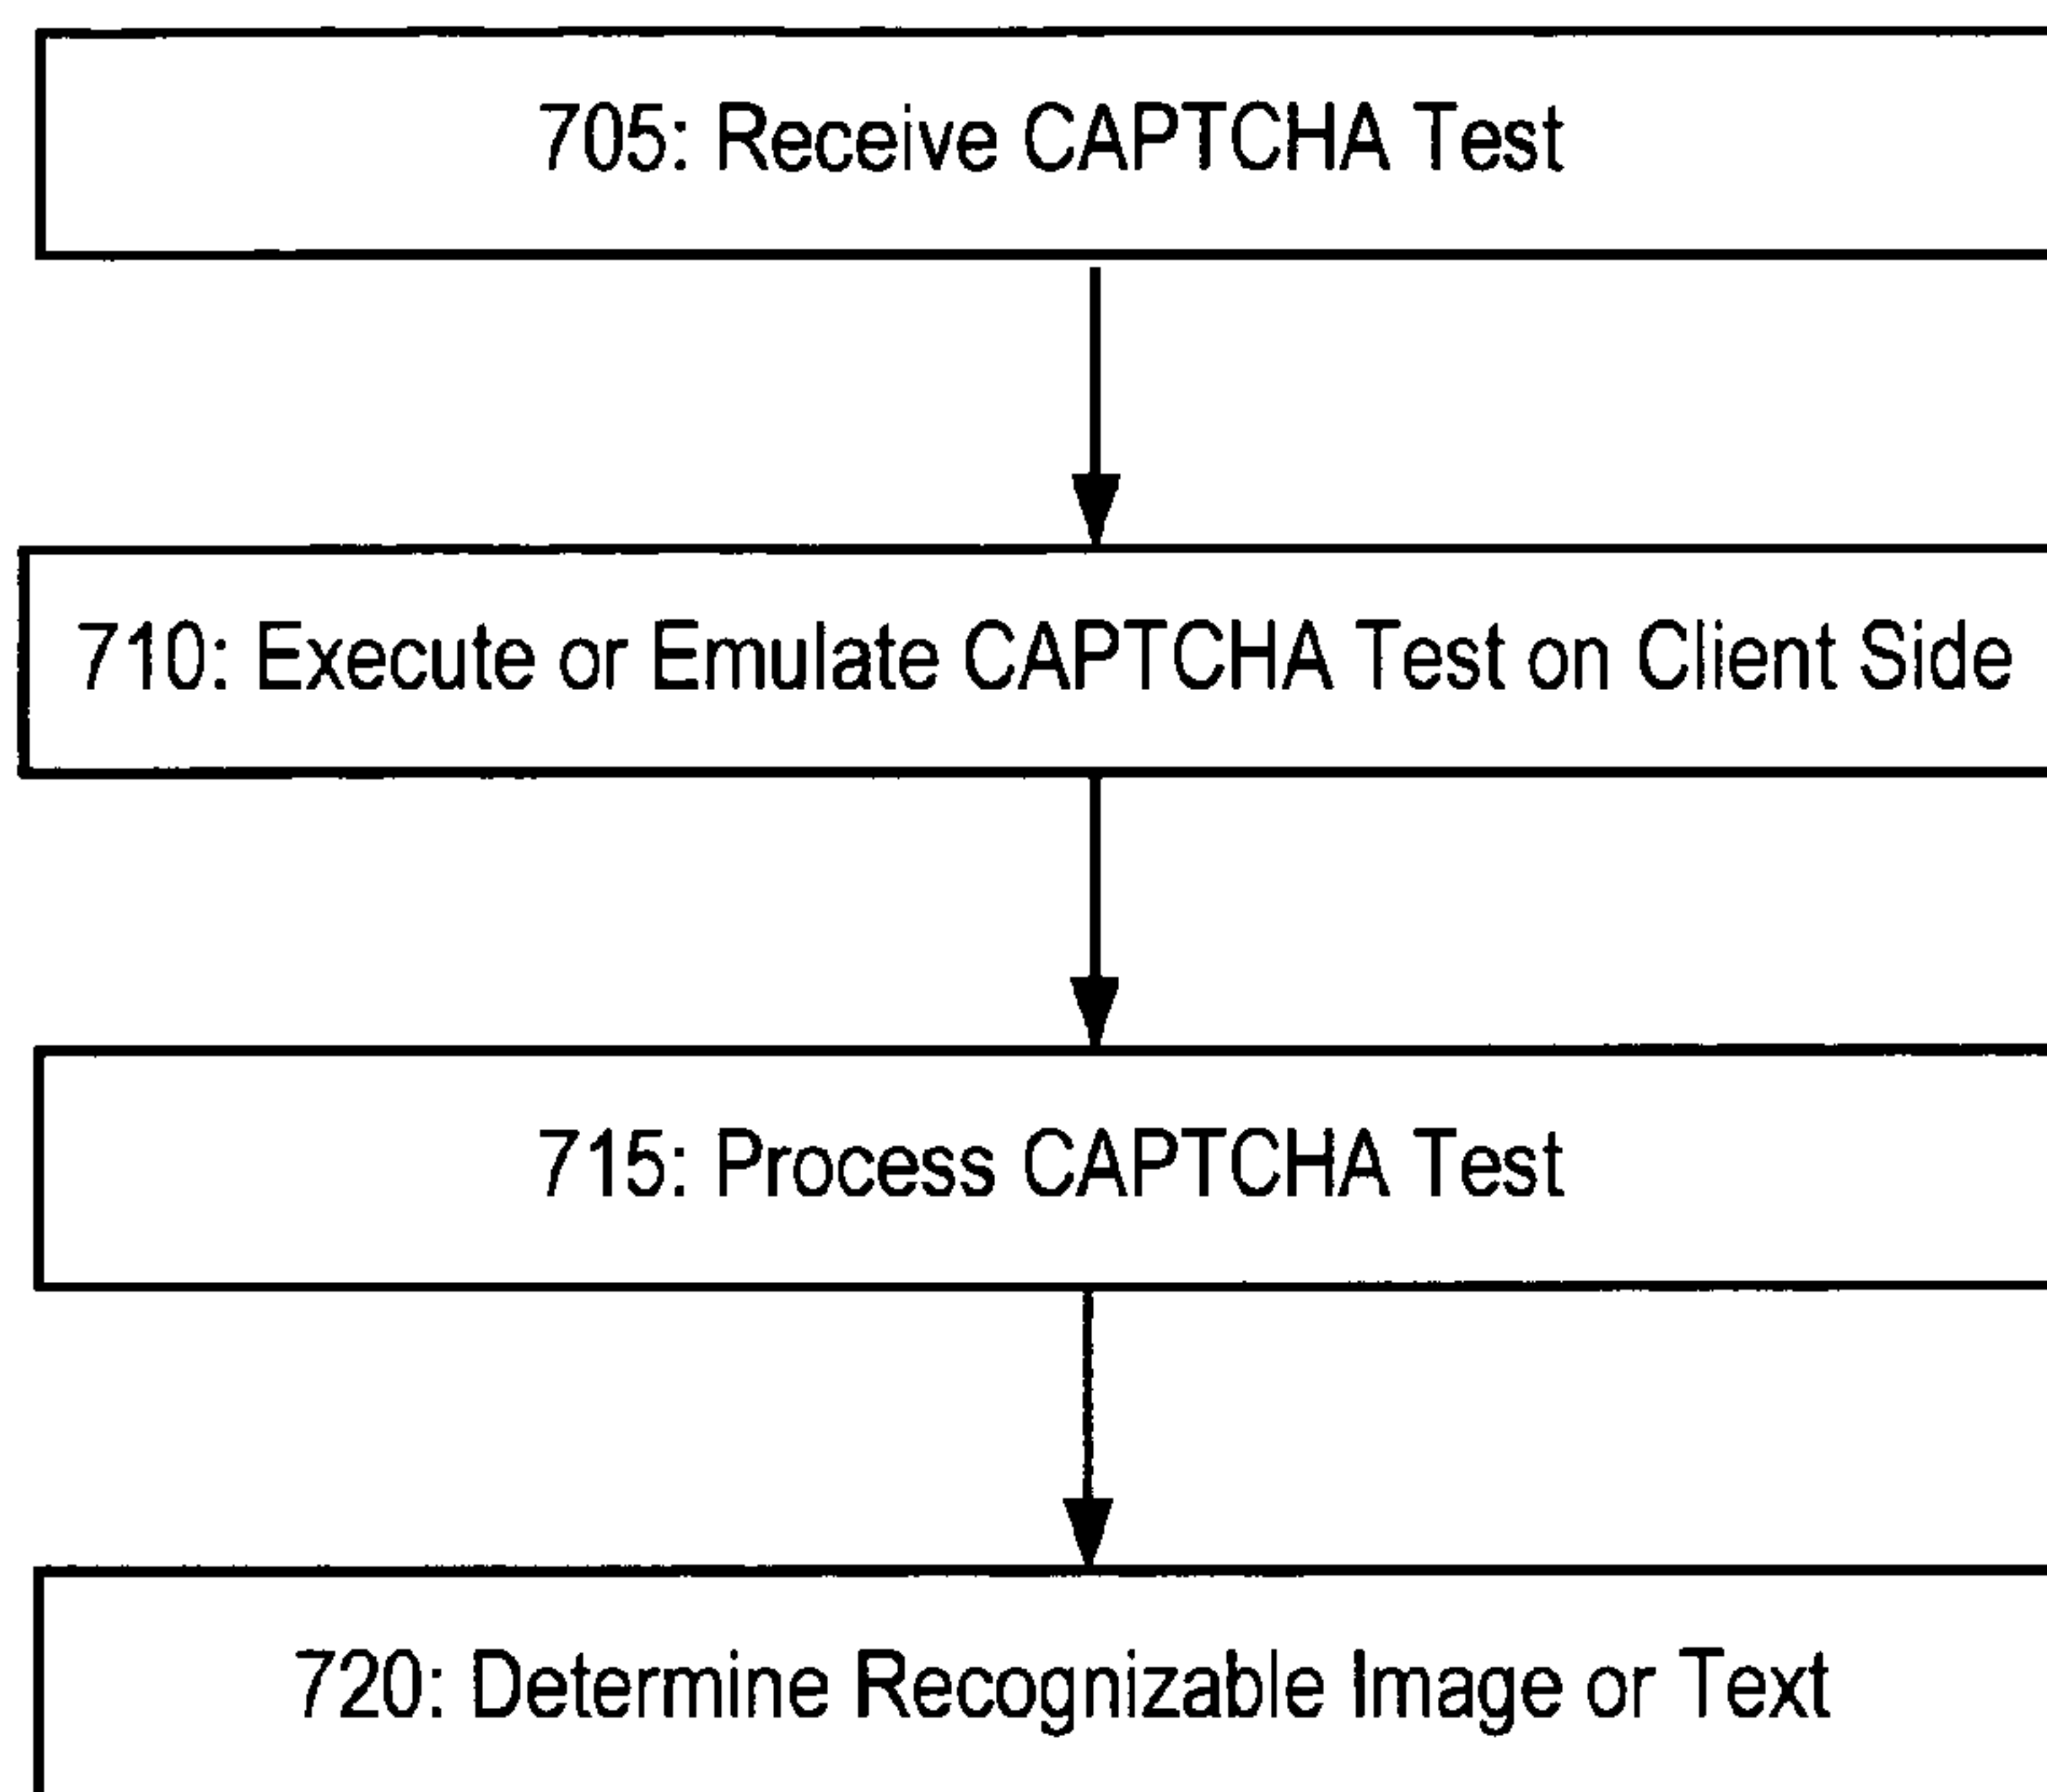 705: Receive CAPTCHA Test
710: Execute or Emulate CAPTCHA Test on Client Side
715: Process CAPTCHA Test
720: Determine Recognizable Image or Text